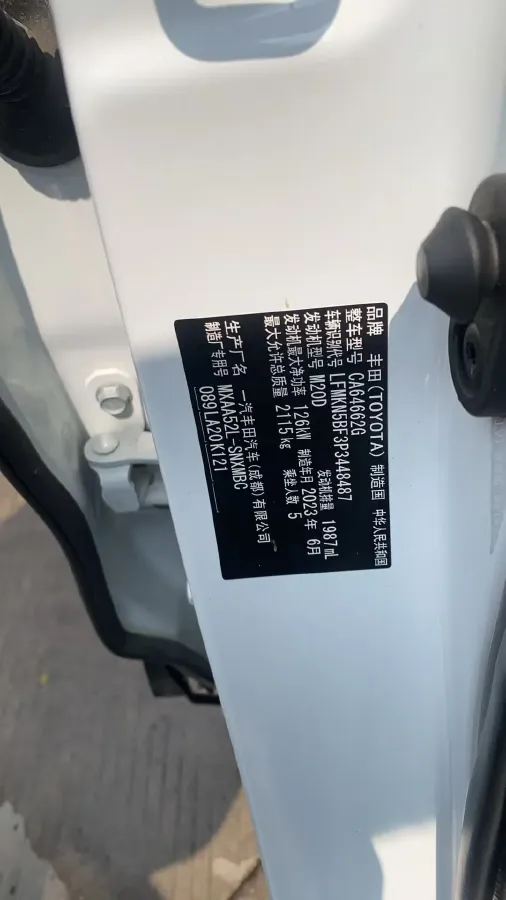 品牌 丰田(TOYOTA) 制造国 中华人民共和国
整车型号 CA64662G
车辆识别代号 LFMKN5BF3P3448487
发动机型号 M20D 发动机排量 1987mL
发动机最大净功率 126kW 制造年月 2023年 6月
最大允许总质量 2115kg 乘坐人数 5
生产厂名 一汽丰田汽车(成都)有限公司
制造厂专用号 MXAA52L-SNXMBC
089LA20K121